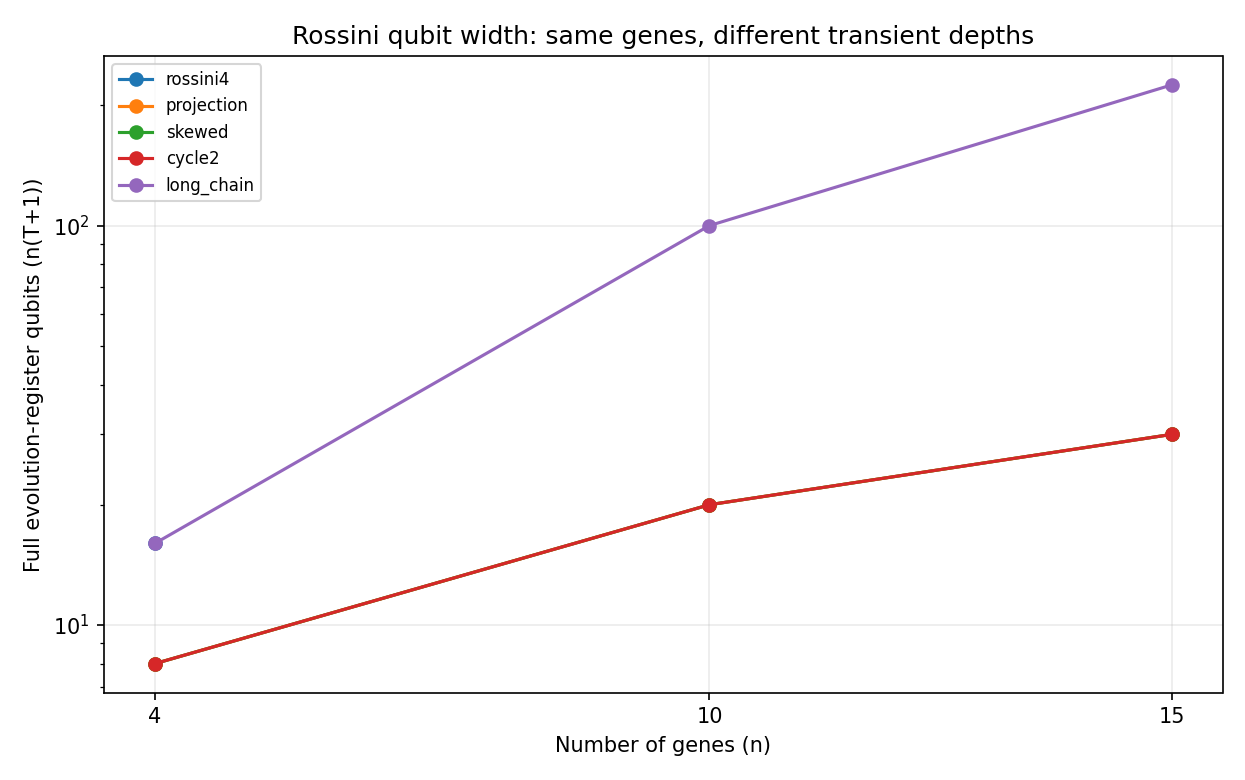 Rossini qubit width: same genes, different transient depths
rossini4
projection
skewed
cycle2
long_chain
Full evolution-register qubits (n(T+1))
10²
10¹
4
10
15
Number of genes (n)